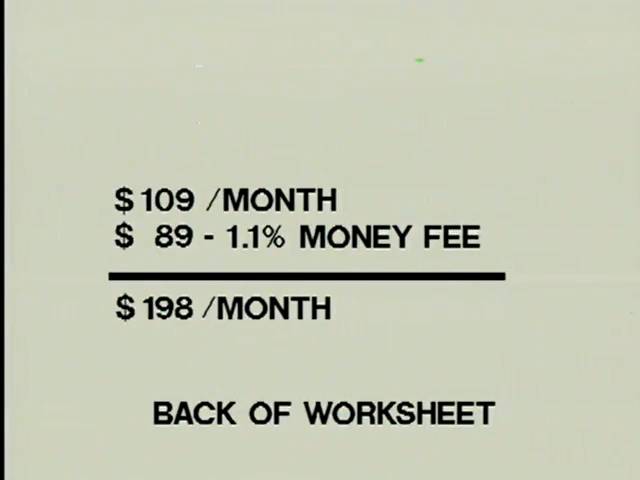 $109 /MONTH
$ 89 - 1.1% MONEY FEE
$198 /MONTH
BACK OF WORKSHEET